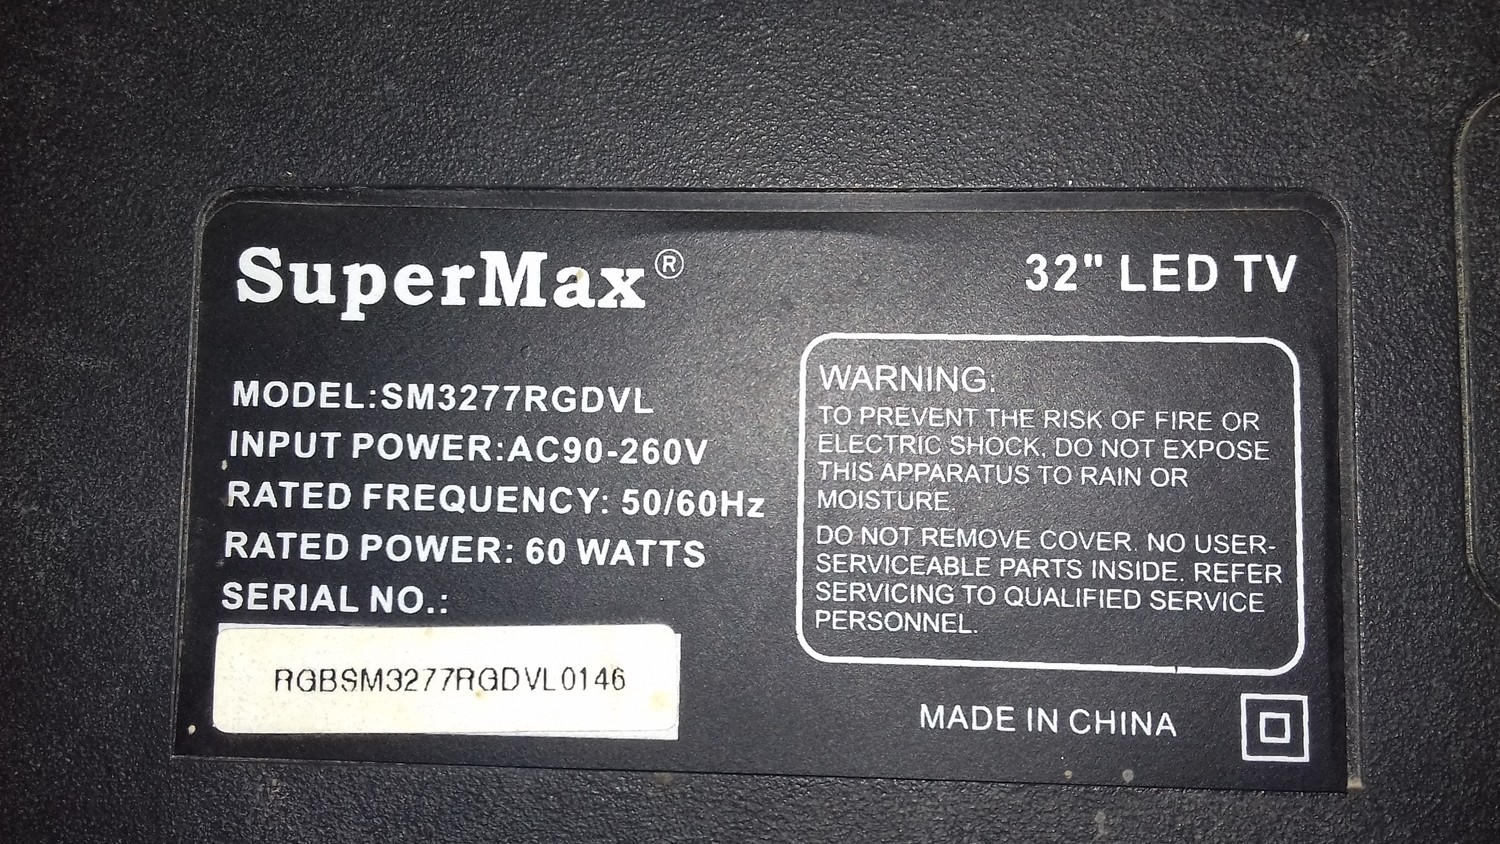 SuperMax®
32" LED TV
MODEL:SM3277RGDVL
INPUT POWER:AC90-260V
RATED FREQUENCY: 50/60Hz
RATED POWER: 60 WATTS
SERIAL NO.:
RGBSM3277RGDVL0146
WARNING:
TO PREVENT THE RISK OF FIRE OR
ELECTRIC SHOCK, DO NOT EXPOSE
THIS APPARATUS TO RAIN OR
MOISTURE.
DO NOT REMOVE COVER. NO USER-
SERVICEABLE PARTS INSIDE. REFER
SERVICING TO QUALIFIED SERVICE
PERSONNEL.
MADE IN CHINA